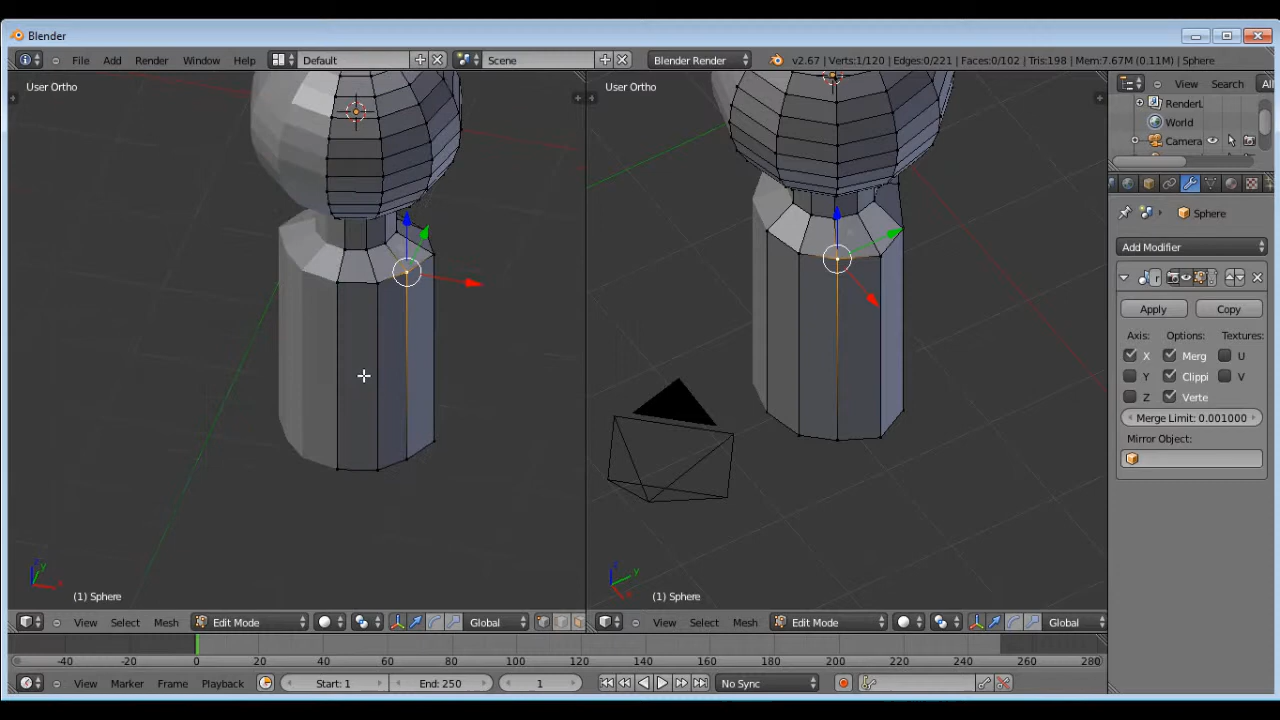 Blender
File Add Render Window Help Default Scene Blender Render v2.67 | Verts:1/120 | Edges:0/221 | Faces:0/102 | Tris:198 | Mem:7.67M (0.11M) | Sphere
User Ortho User Ortho View Search All
RenderL
World
Camera
Sphere
Add Modifier
Apply Copy
Axis: Options: Textures:
X Merg U
Y Clippi V
Z Verte
Merge Limit: 0.001000
Mirror Object:
z y x
(1) Sphere (1) Sphere
View Select Mesh Edit Mode Global View Select Mesh Edit Mode Global
-40 -20 0 20 40 60 80 100 120 140 160 180 200 220 240 260 280
View Marker Frame Playback Start: 1 End: 250 1 No Sync